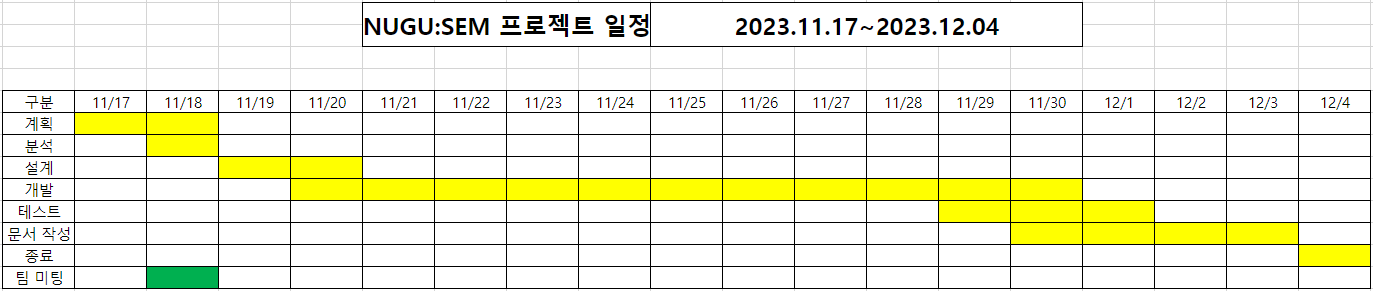 NUGU:SEM 프로젝트 일정 2023.11.17~2023.12.04
구분 11/17 11/18 11/19 11/20 11/21 11/22 11/23 11/24 11/25 11/26 11/27 11/28 11/29 11/30 12/1 12/2 12/3 12/4
계획
분석
설계
개발
테스트
문서 작성
종료
팀 미팅